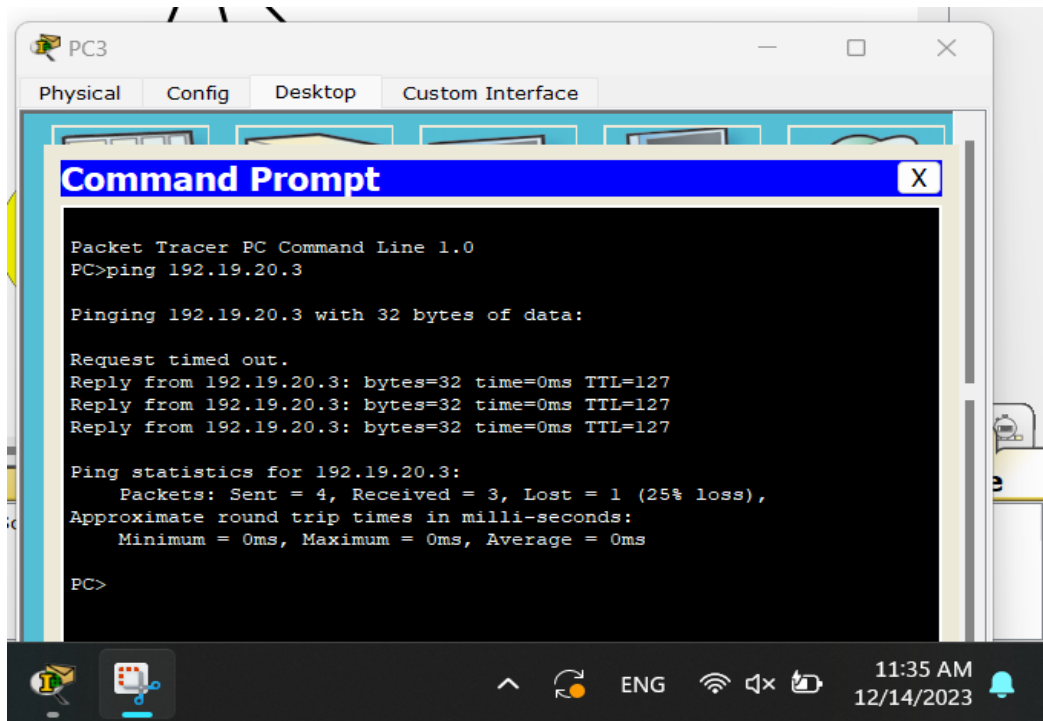 PC3
Physical Config Desktop Custom Interface
Command Prompt
X
Packet Tracer PC Command Line 1.0
PC>ping 192.19.20.3
Pinging 192.19.20.3 with 32 bytes of data:
Request timed out.
Reply from 192.19.20.3: bytes=32 time=0ms TTL=127
Reply from 192.19.20.3: bytes=32 time=0ms TTL=127
Reply from 192.19.20.3: bytes=32 time=0ms TTL=127
Ping statistics for 192.19.20.3:
Packets: Sent = 4, Received = 3, Lost = 1 (25% loss),
Approximate round trip times in milli-seconds:
Minimum = 0ms, Maximum = 0ms, Average = 0ms
PC>
ENG
11:35 AM
12/14/2023